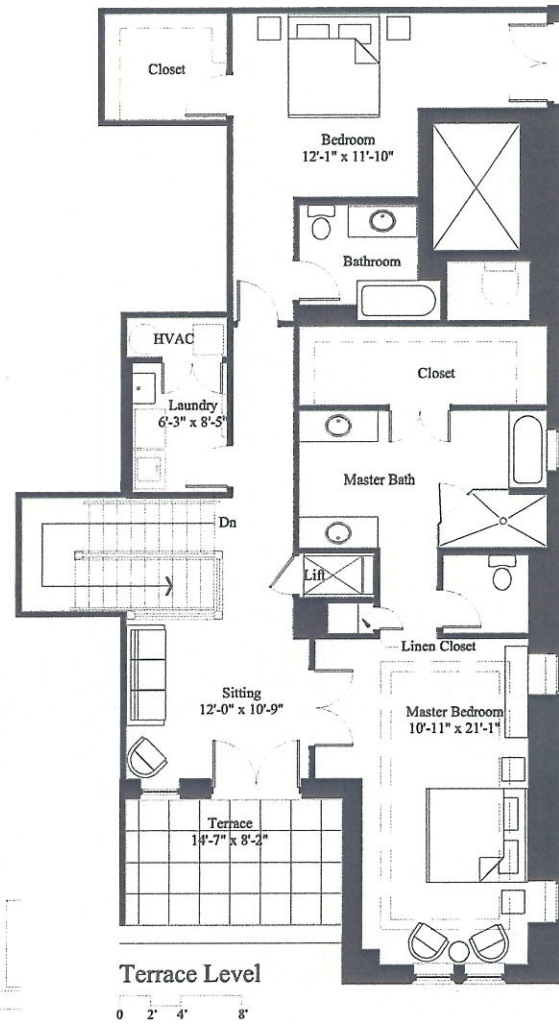 Closet
Bedroom
12'-1" x 11'-10"
Bathroom
HVAC
Closet
Laundry
6'-3" x 8'-5"
Master Bath
Dn
Lift
Linen Closet
Sitting
12'-0" x 10'-9"
Master Bedroom
10'-11" x 21'-1"
Terrace
14'-7" x 8'-2"
Terrace Level
0 2' 4' 8'